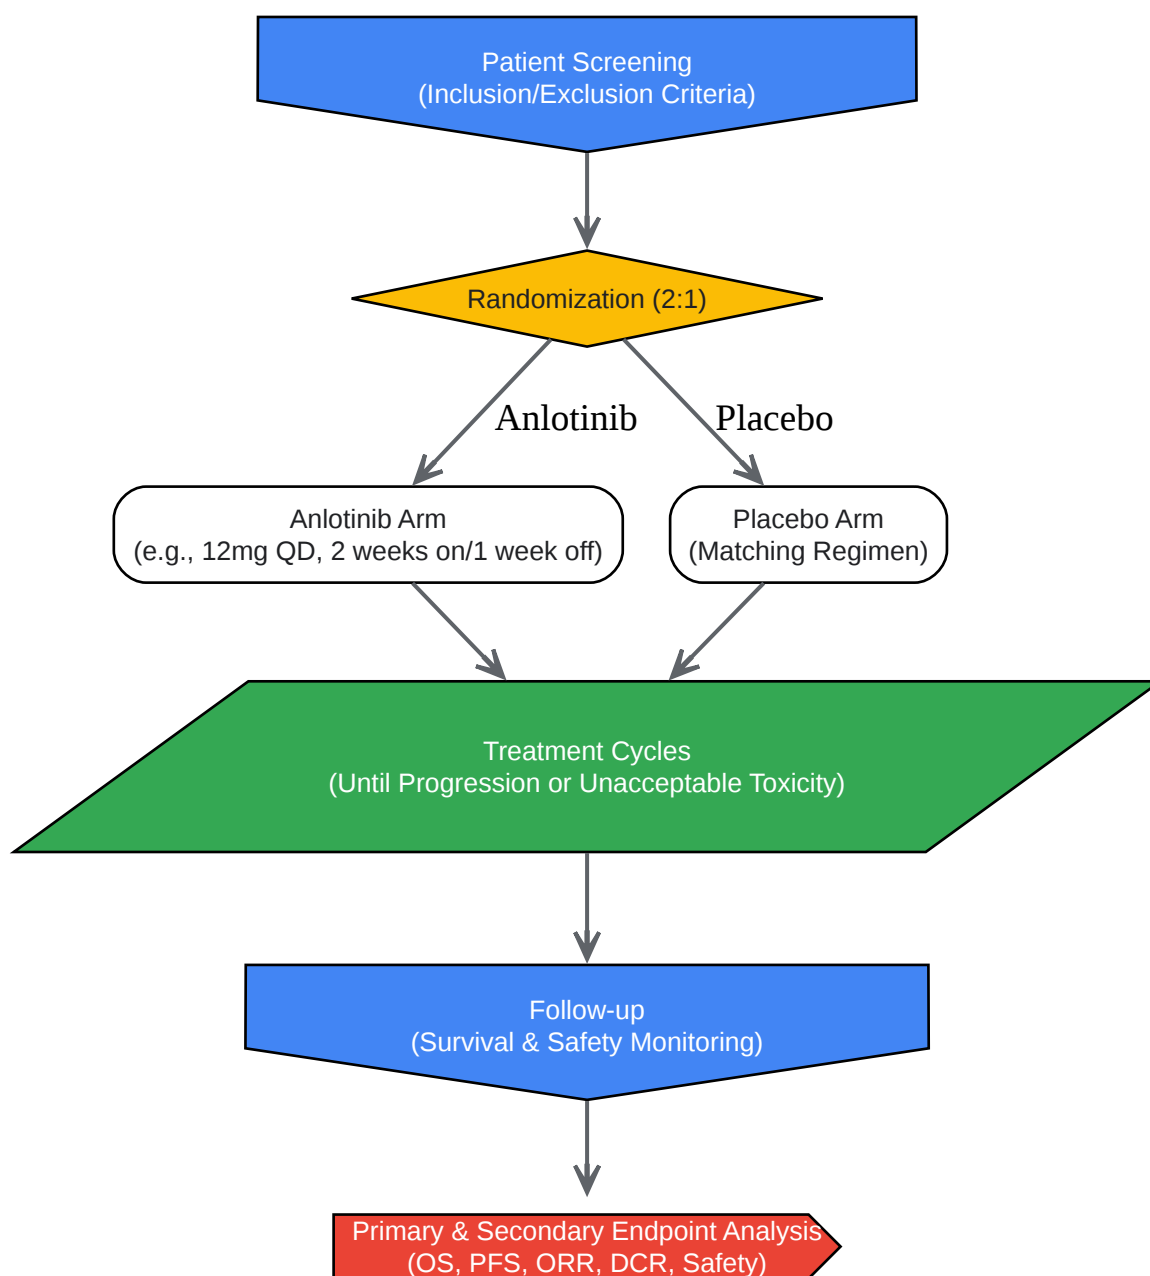 Patient Screening
(Inclusion/Exclusion Criteria)
Randomization (2:1)
Anlotinib
Placebo
Anlotinib Arm
(e.g., 12mg QD, 2 weeks on/1 week off)
Placebo Arm
(Matching Regimen)
Treatment Cycles
(Until Progression or Unacceptable Toxicity)
Follow-up
(Survival & Safety Monitoring)
Primary & Secondary Endpoint Analysis
(OS, PFS, ORR, DCR, Safety)